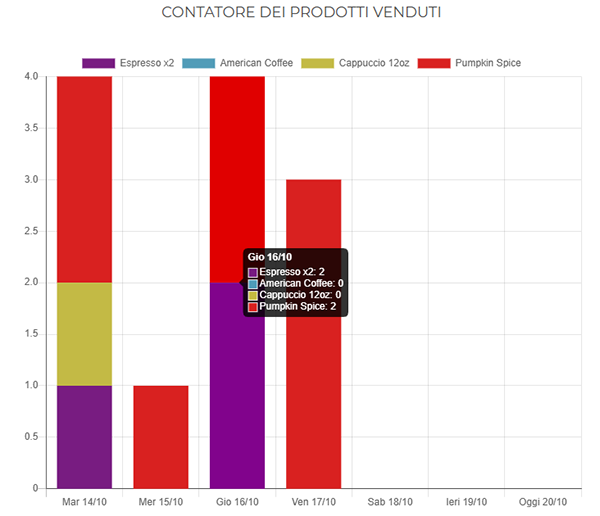 CONTATORE DEI PRODOTTI VENDUTI
Espresso x2 American Coffee Cappuccio 12oz Pumpkin Spice
4.0
3.5
3.0
2.5
2.0
1.5
1.0
0.5
0
Gio 16/10
Espresso x2: 2
American Coffee: 0
Cappuccio 12oz: 0
Pumpkin Spice: 2
Mar 14/10 Mer 15/10 Gio 16/10 Ven 17/10 Sab 18/10 Ieri 19/10 Oggi 20/10